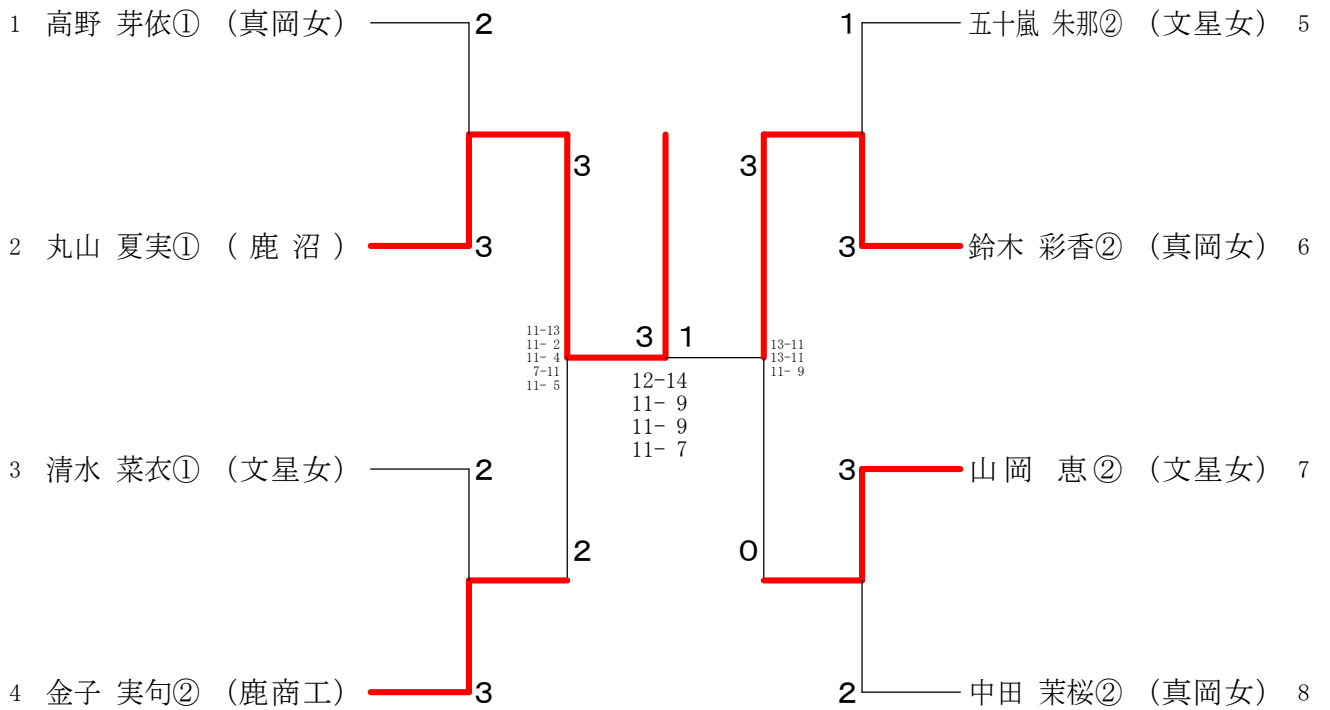 1 高野 芽依① (真岡女) 2
1 五十嵐 朱那② (文星女) 5
3
3
2 丸山 夏実① ( 鹿 沼 ) 3
3 鈴木 彩香② (真岡女) 6
11-13
11- 2
11- 4
7-11
11- 5
3 1
12-14
11- 9
11- 9
11- 7
13-11
13-11
11- 9
3 清水 菜衣① (文星女) 2
3 山岡 恵② (文星女) 7
2
0
4 金子 実句② (鹿商工) 3
2 中田 茉桜② (真岡女) 8